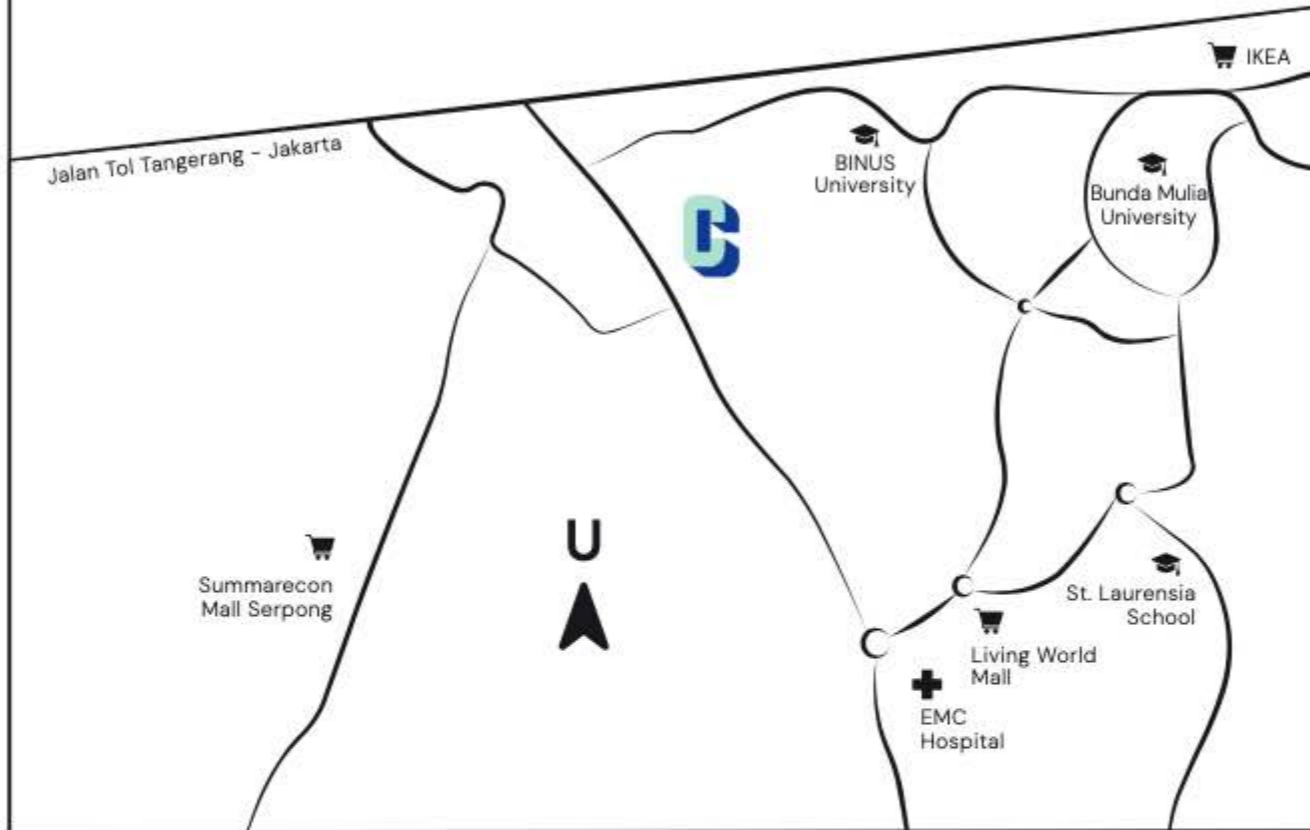 IKEA
Jalan Tol Tangerang - Jakarta
BINUS
University
Bunda Mulia
University
C
U
Summarecon
Mall Serpong
St. Laurensia
School
Living World
Mall
EMC
Hospital